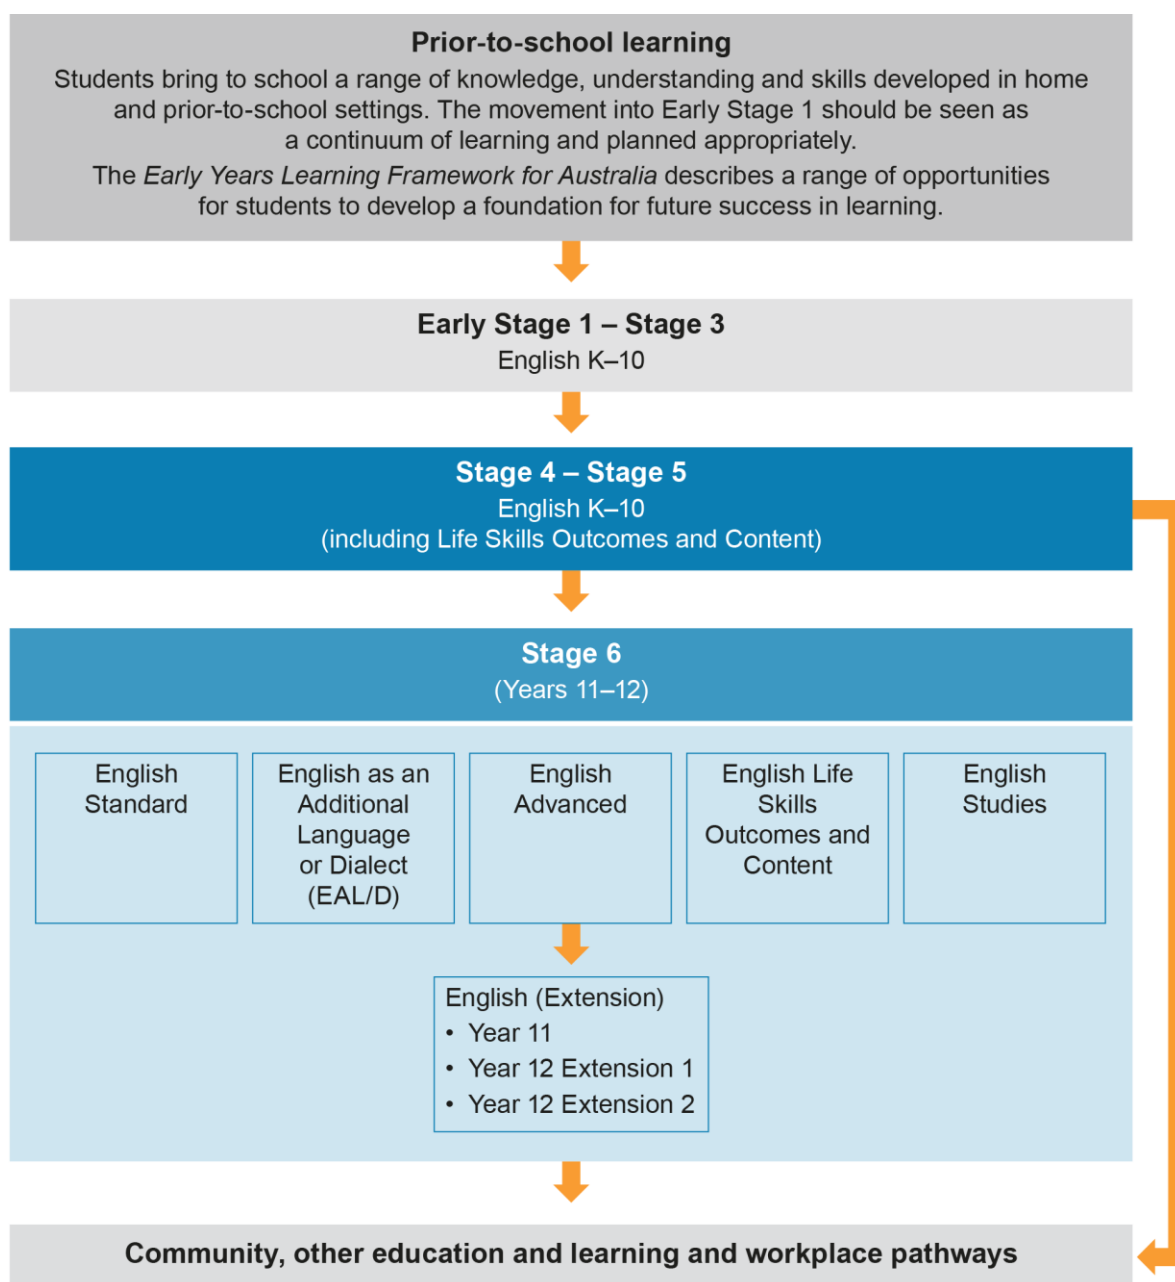 Prior-to-school learning
Students bring to school a range of knowledge, understanding and skills developed in home
and prior-to-school settings. The movement into Early Stage 1 should be seen as
a continuum of learning and planned appropriately.
The Early Years Learning Framework for Australia describes a range of opportunities
for students to develop a foundation for future success in learning.
Early Stage 1 – Stage 3
English K–10
Stage 4 – Stage 5
English K–10
(including Life Skills Outcomes and Content)
Stage 6
(Years 11–12)
English
Standard
English as an
Additional
Language
or Dialect
(EAL/D)
English
Advanced
English Life
Skills
Outcomes and
Content
English
Studies
English (Extension)
• Year 11
• Year 12 Extension 1
• Year 12 Extension 2
Community, other education and learning and workplace pathways